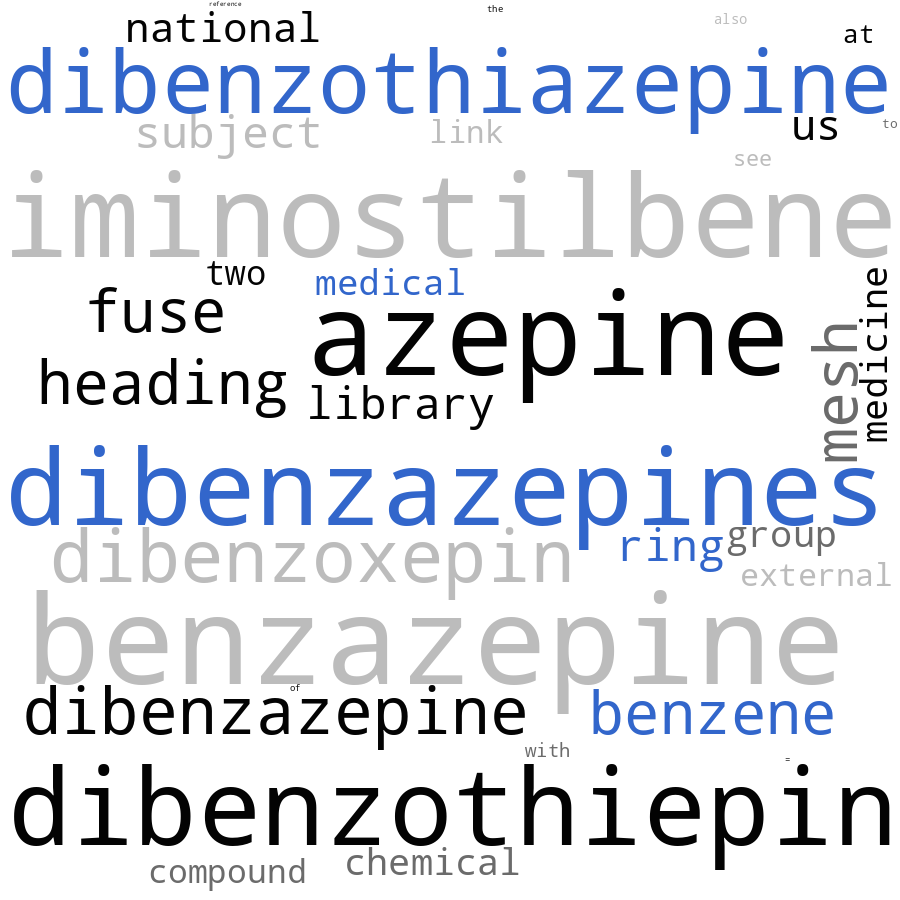 reference
the
national
also
at
dibenzothiazepine
subject
link
us
to
see
iminostilbene
two
medical
fuse
azepine
medicine
mesh
heading
library
dibenzazepines
dibenzoxepin
ring
group
external
benzazepine
of
dibenzazepine
benzene
with
=
dibenzothiepin
compound
chemical